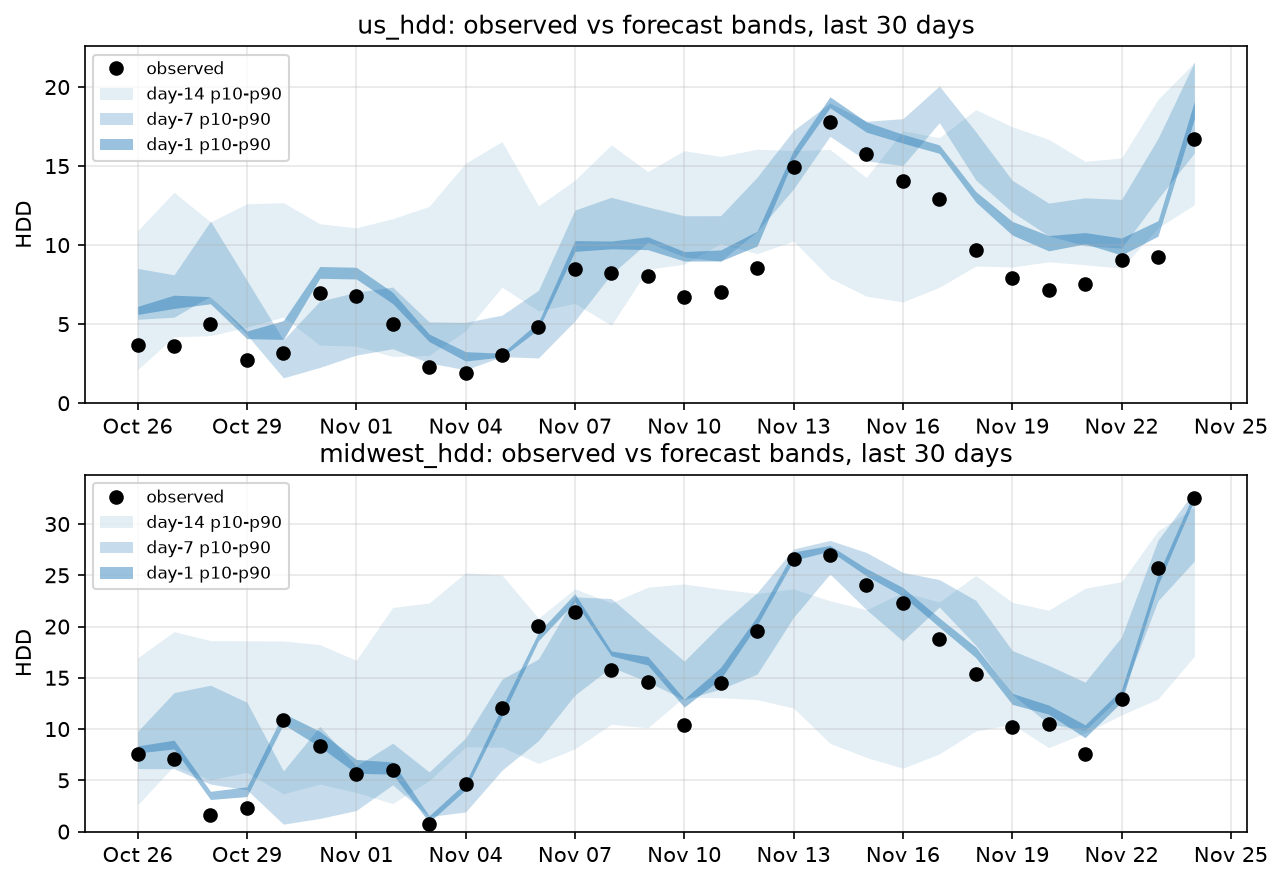 us_hdd: observed vs forecast bands, last 30 days
HDD
20
15
10
5
0
observed
day-14 p10-p90
day-7 p10-p90
day-1 p10-p90
Oct 26 Oct 29 Nov 01 Nov 04 Nov 07 Nov 10 Nov 13 Nov 16 Nov 19 Nov 22 Nov 25
midwest_hdd: observed vs forecast bands, last 30 days
HDD
30
25
20
15
10
5
0
observed
day-14 p10-p90
day-7 p10-p90
day-1 p10-p90
Oct 26 Oct 29 Nov 01 Nov 04 Nov 07 Nov 10 Nov 13 Nov 16 Nov 19 Nov 22 Nov 25